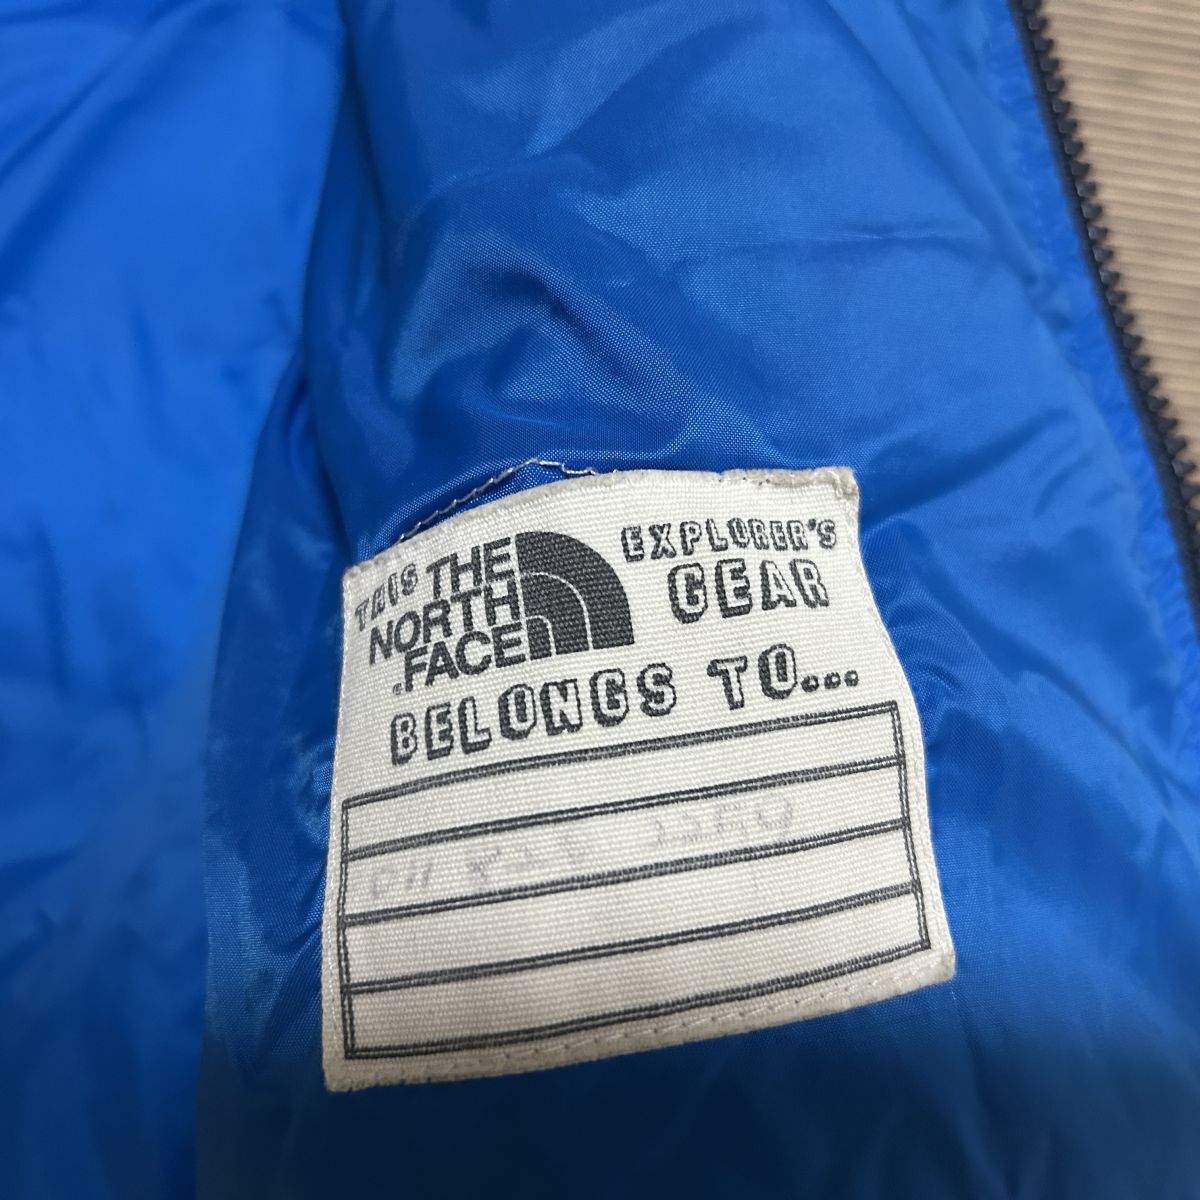 THIS THE NORTH FACE EXPLORER'S GEAR
BELONGS TO...